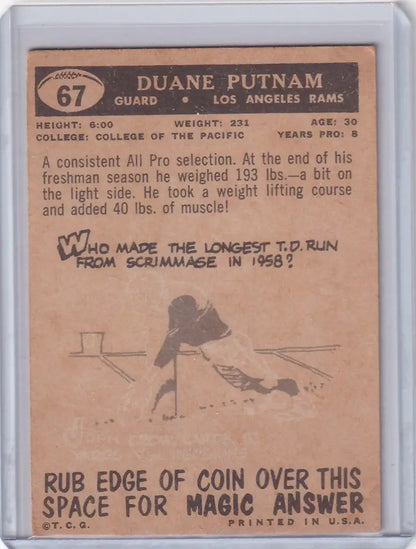 67
DUANE PUTNAM
GUARD • LOS ANGELES RAMS
HEIGHT: 6:00 WEIGHT: 231 AGE: 30
COLLEGE: COLLEGE OF THE PACIFIC YEARS PRO: 8
A consistent All Pro selection. At the end of his
freshman season he weighed 193 lbs.—a bit on
the light side. He took a weight lifting course
and added 40 lbs. of muscle!
WHO MADE THE LONGEST T.D. RUN
FROM SCRIMMAGE IN 1958?
RUB EDGE OF COIN OVER THIS
SPACE FOR MAGIC ANSWER
©T.C.G. PRINTED IN U.S.A.